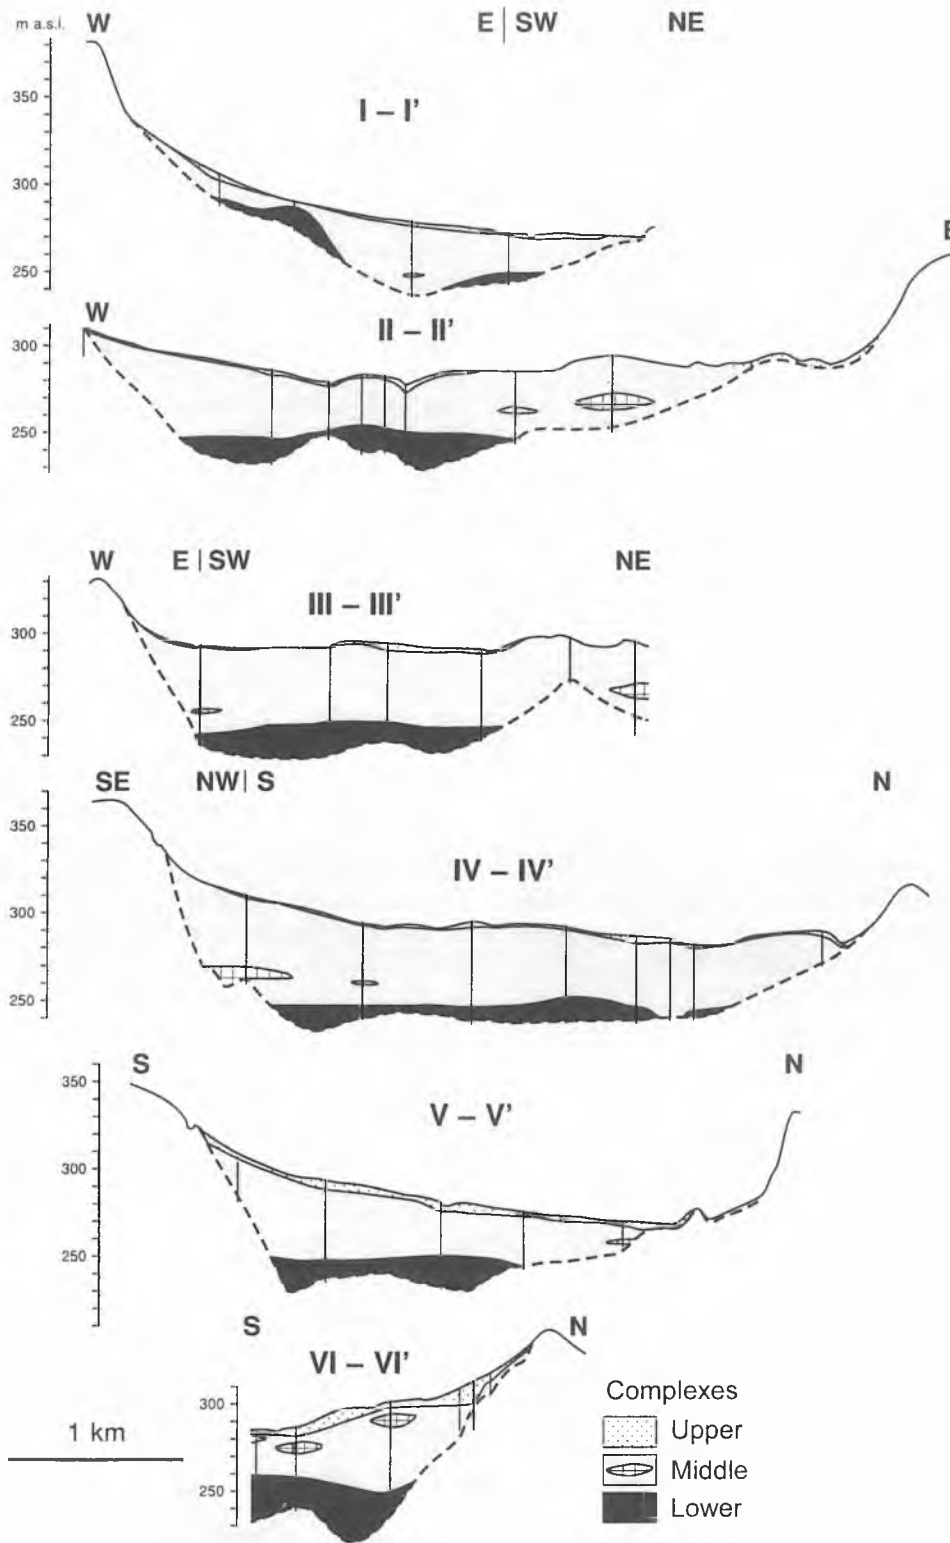 m a.s.l. W E | SW NE
I – I'
350
300
250
E
W
II – II'
300
250
W E | SW NE
III – III'
300
250
SE NW | S N
IV – IV'
350
300
250
S N
V – V'
350
300
250
S N
VI – VI'
300
250
1 km
Complexes
Upper
Middle
Lower